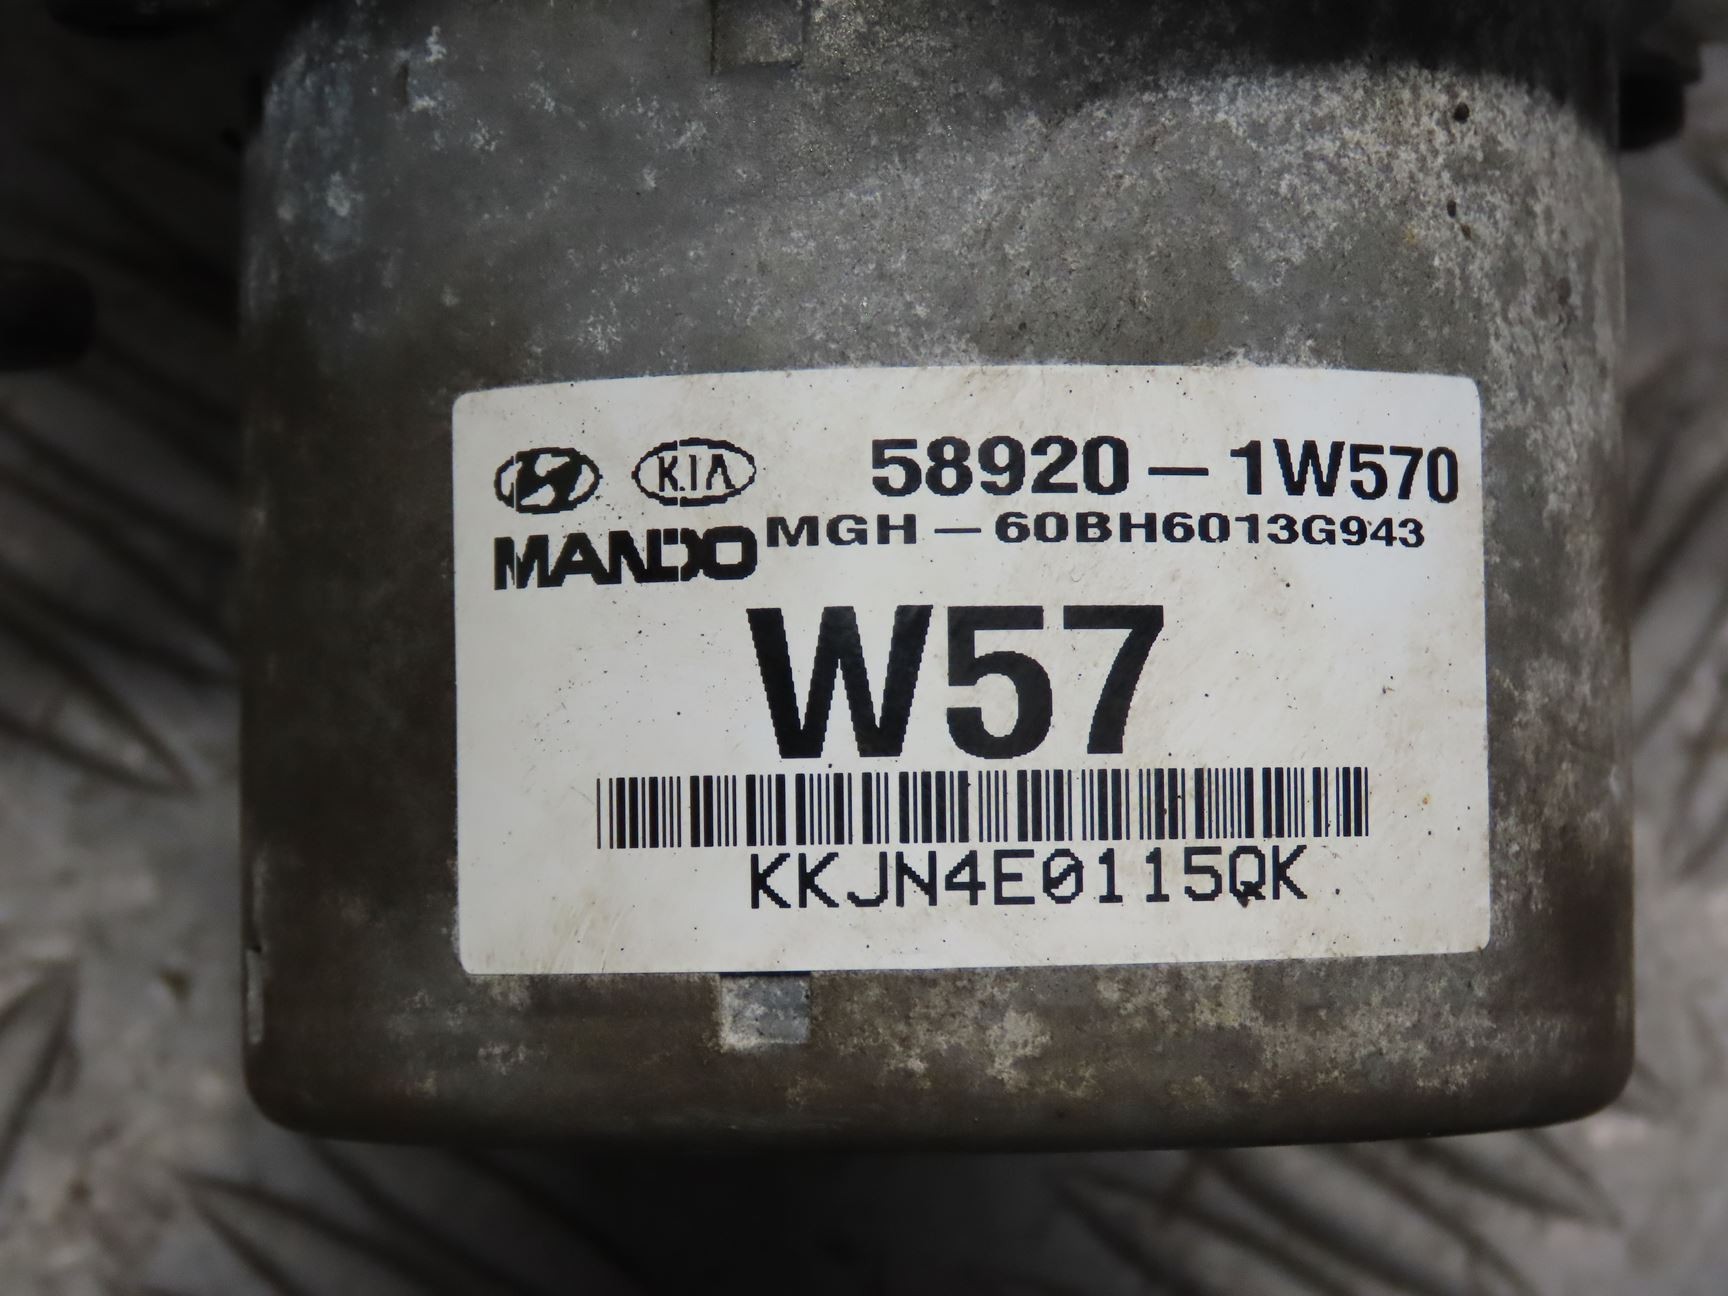 KIA 58920-1W570
MANDO MGH-60BH6013G943
W57
KKJN4E0115QK